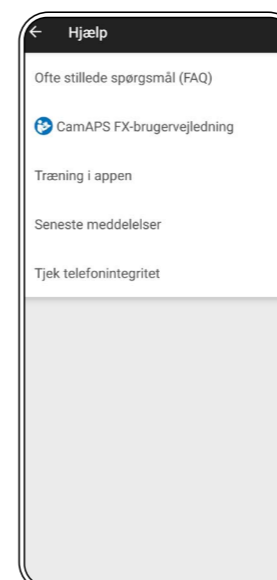 Hjælp
Ofte stillede spørgsmål (FAQ)
CamAPS FX-brugervejledning
Træning i appen
Seneste meddelelser
Tjek telefonintegritet